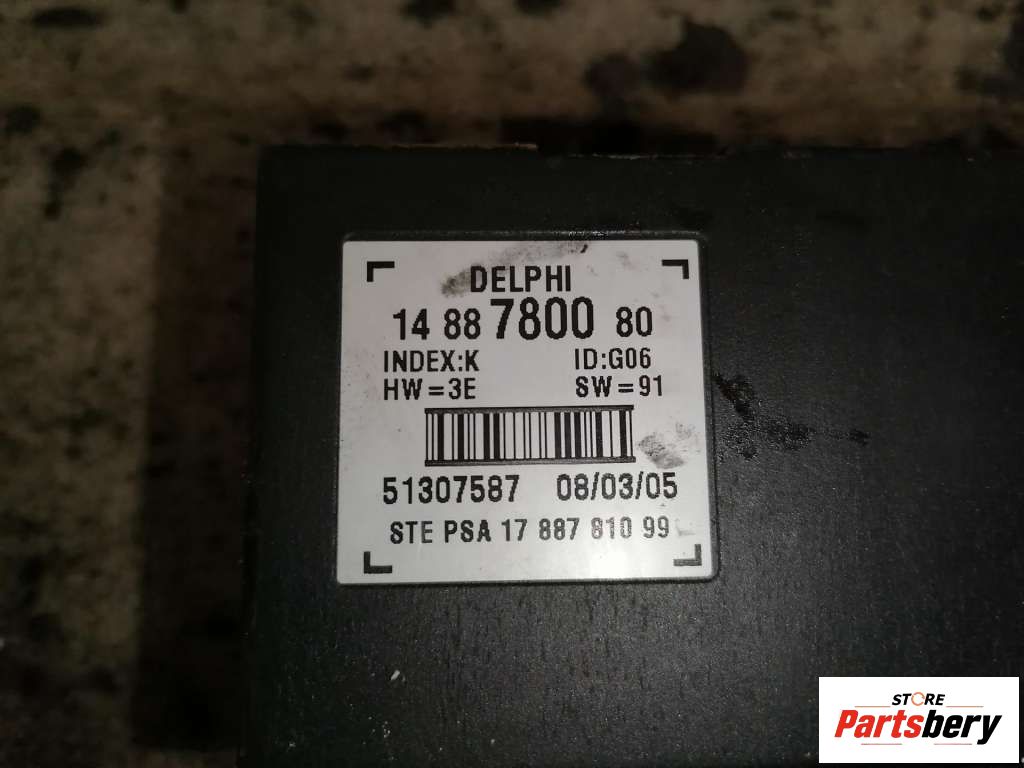 DELPHI
14 88 7800 80
INDEX:K ID:G06
HW=3E SW=91
51307587 08/03/05
STE PSA 17 887 810 99
STORE
Partsbery